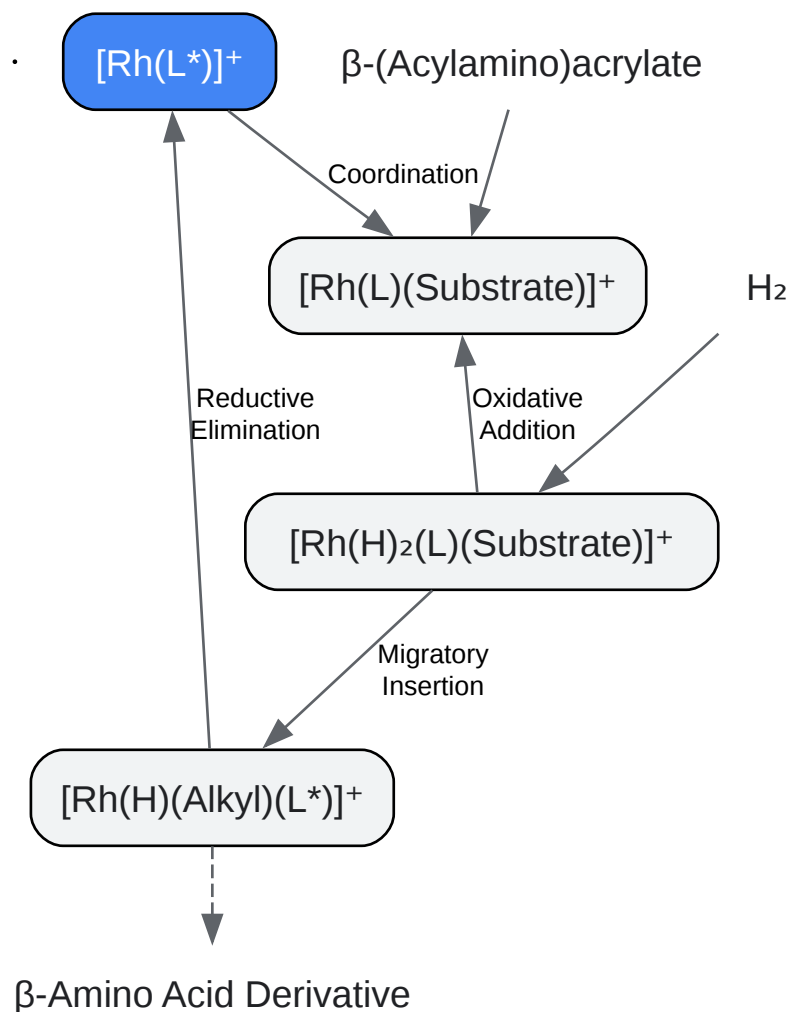 .
[Rh(L*)]⁺
β-(Acylamino)acrylate
Coordination
[Rh(L)(Substrate)]⁺
H₂
Reductive
Elimination
Oxidative
Addition
[Rh(H)₂(L)(Substrate)]⁺
Migratory
Insertion
[Rh(H)(Alkyl)(L*)]⁺
β-Amino Acid Derivative